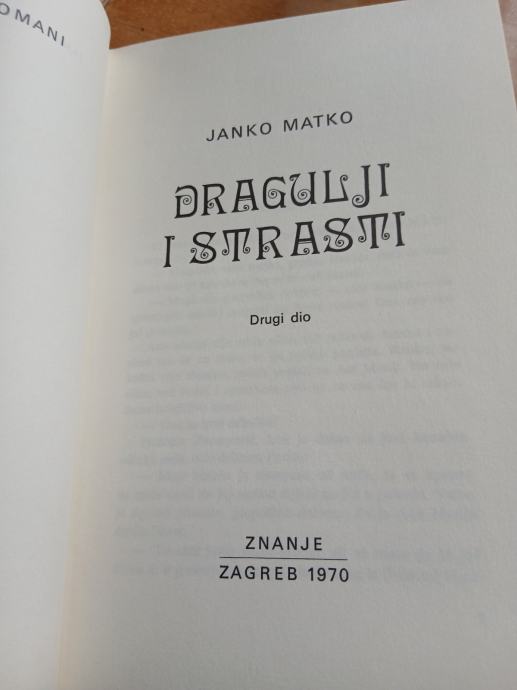 OMANI
JANKO MATKO
DRAGULJI
I STRASTI
Drugi dio
ZNANJE
ZAGREB 1970